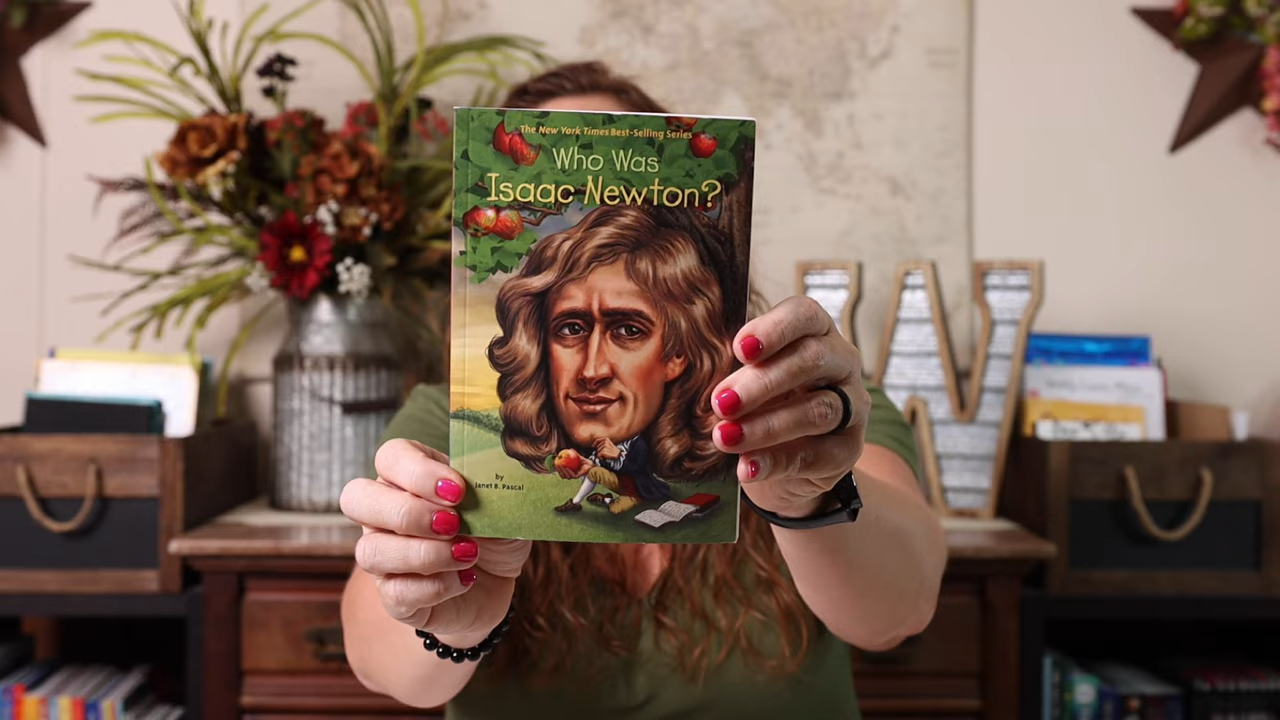 The New York Times Best-Selling Series
Who Was
Isaac Newton?
by
Janet B. Pascal
W